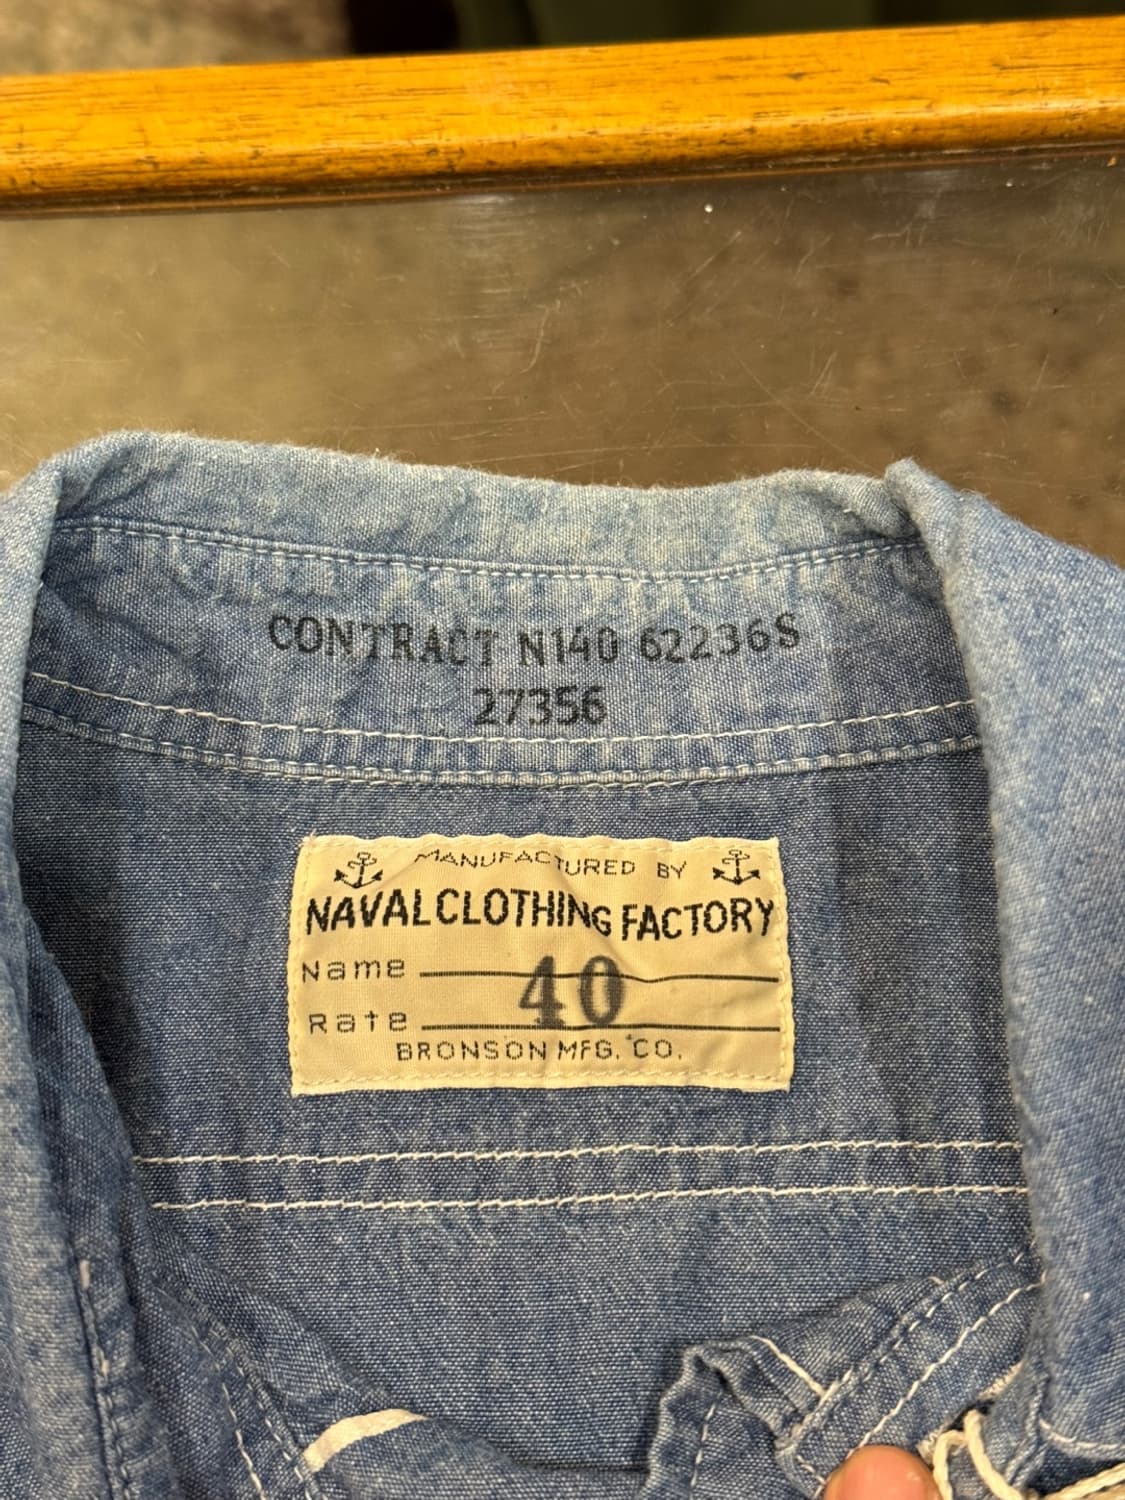 CONTRACT N140 62236S
27356
MANUFACTURED BY
NAVAL CLOTHING FACTORY
Name
40
Rate
BRONSON MFG. CO.